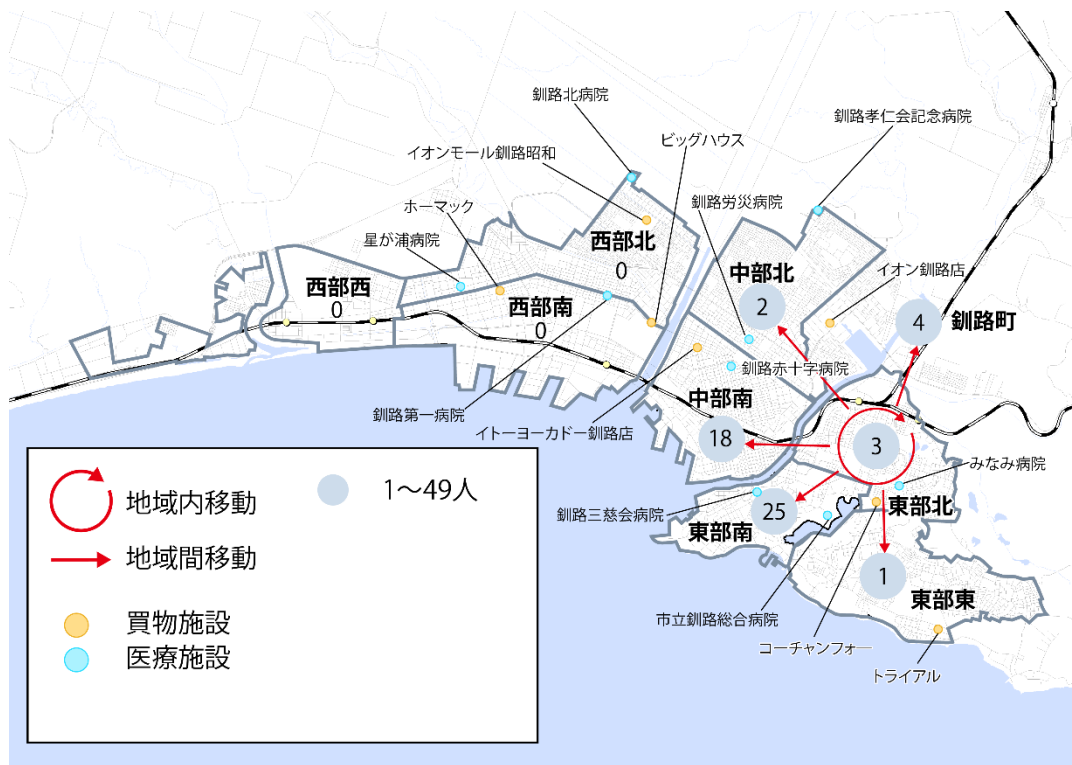 釧路北病院
釧路孝仁会記念病院
イオンモール釧路昭和
ビッグハウス
ホーマック
釧路労災病院
星が浦病院
西部北
0
中部北
2
イオン釧路店
西部西
0
西部南
0
4
釧路町
釧路赤十字病院
釧路第一病院
中部南
18
イトーヨーカドー釧路店
3
みなみ病院
地域内移動
1～49人
釧路三慈会病院
25
東部南
東部北
地域間移動
1
東部東
市立釧路総合病院
コーチャンフォー
トライアル
買物施設
医療施設